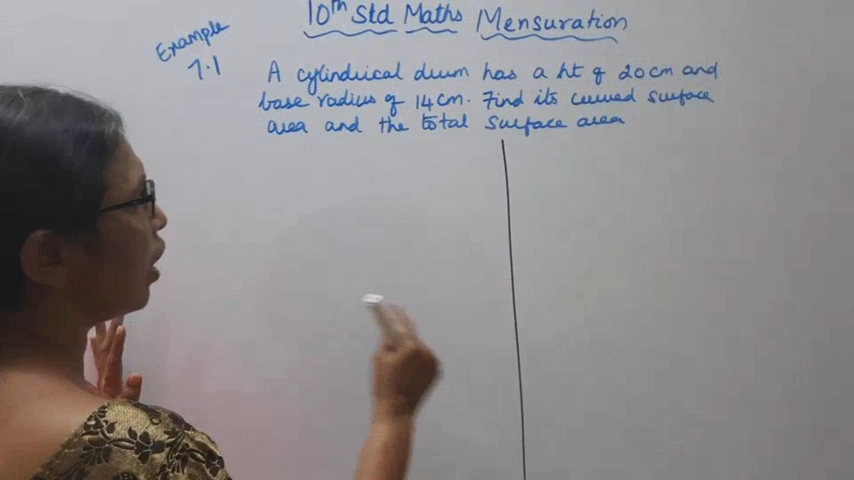 10th Std Maths Mensuration
Example
7.1
A cylindrical drum has a ht of 20cm and
base radius of 14cm. Find its curved surface
area and the total surface area